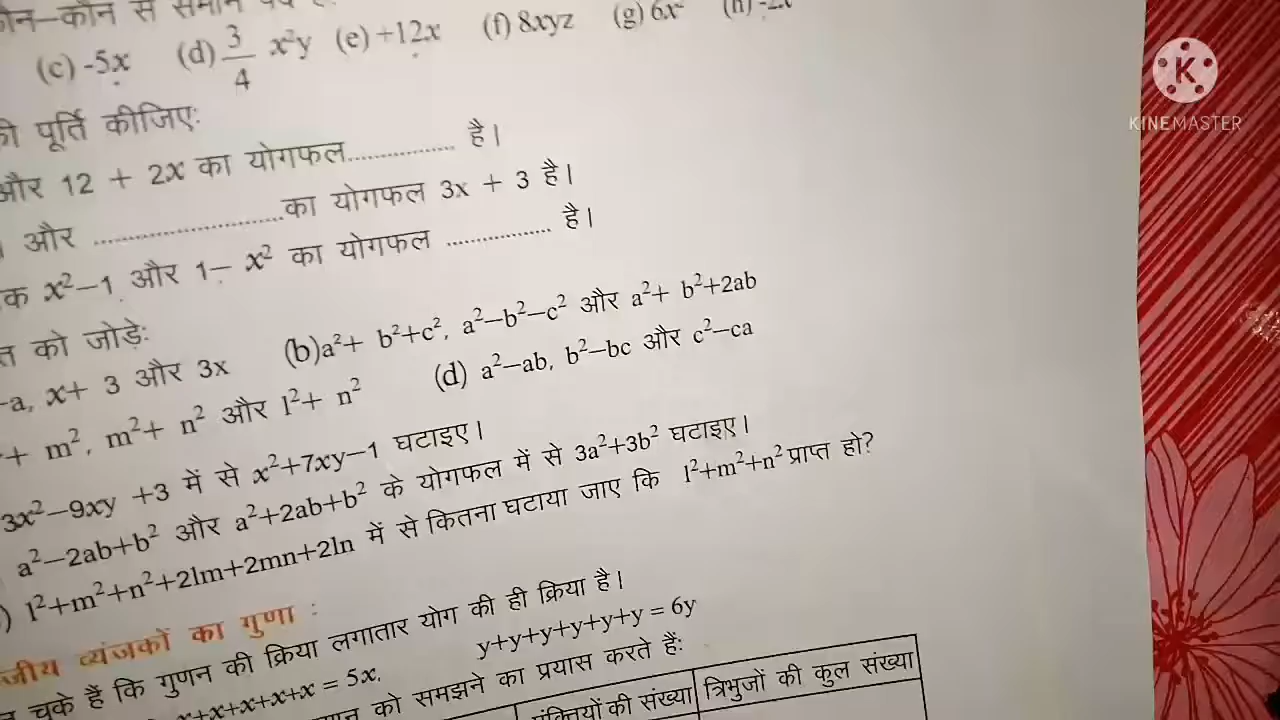 कौन-कौन से समान पद
(c) -5x (d) 3/4 x²y (e) +12x (f) 8xyz (g) 6x² (h) -2x
की पूर्ति कीजिए:
और 12 + 2x का योगफल................ है।
और ............................का योगफल 3x + 3 है।
x²–1 और 1– x² का योगफल ................ है।
को जोड़े:
-a, x+ 3 और 3x (b)a²+ b²+c², a²–b²–c² और a²+ b²+2ab
+ m², m²+ n² और l²+ n² (d) a²–ab, b²–bc और c²–ca
3x²–9xy +3 में से x²+7xy–1 घटाइए।
a²–2ab+b² और a²+2ab+b² के योगफल में से 3a²+3b² घटाइए।
) l²+m²+n²+2lm+2mn+2ln में से कितना घटाया जाए कि l²+m²+n² प्राप्त हो?
व्यंजकों का गुणा :
चुके हैं कि गुणन की क्रिया लगातार योग की ही क्रिया है।
x+x+x+x = 5x. y+y+y+y+y+y = 6y
को समझने का प्रयास करते हैं:
पंक्तियों की संख्या त्रिभुजों की कुल संख्या
KINEMASTER